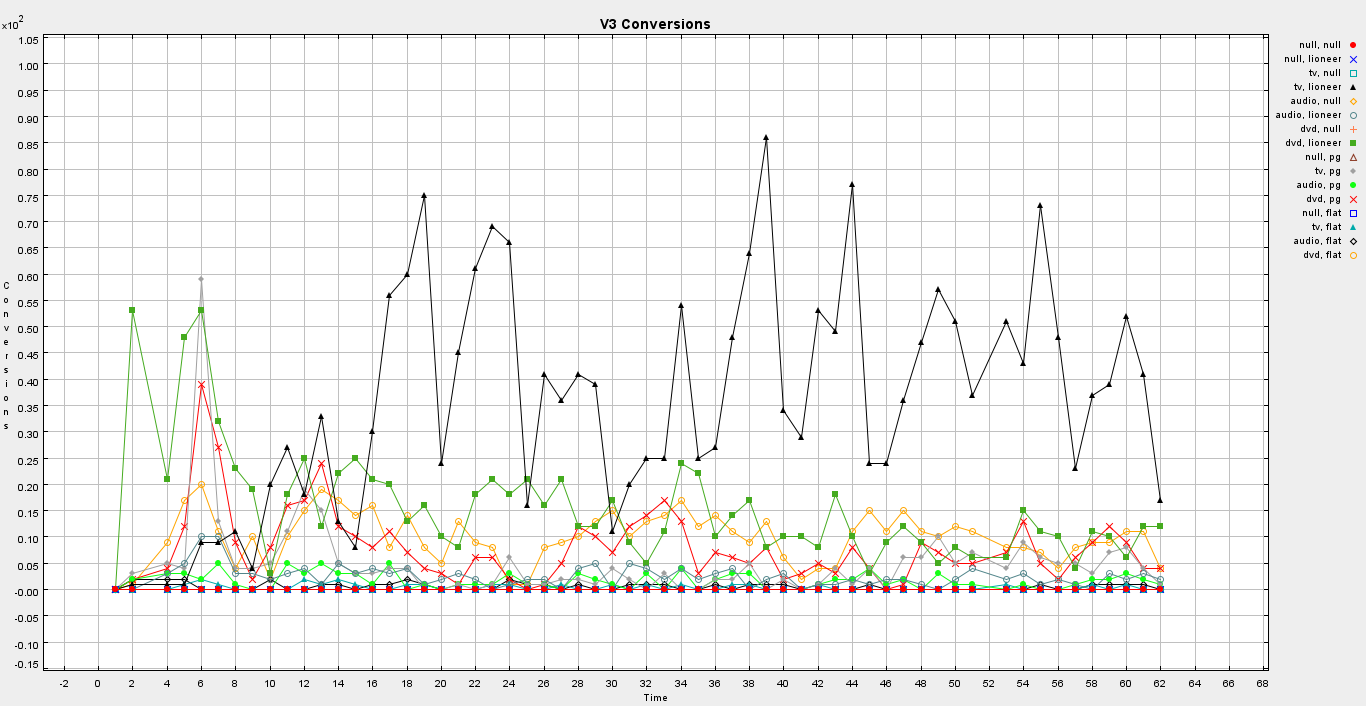 V3 Conversions
×10²
1.05
1.00
0.95
0.90
0.85
0.80
0.75
0.70
0.65
0.60
0.55
0.50
0.45
0.40
0.35
0.30
0.25
0.20
0.15
0.10
0.05
-0.00
-0.05
-0.10
-0.15
Conversions
-2 0 2 4 6 8 10 12 14 16 18 20 22 24 26 28 30 32 34 36 38 40 42 44 46 48 50 52 54 56 58 60 62 64 66 68
Time
null, null
null, lioneer
tv, null
tv, lioneer
audio, null
audio, lioneer
dvd, null
dvd, lioneer
null, pg
tv, pg
audio, pg
dvd, pg
null, flat
tv, flat
audio, flat
dvd, flat